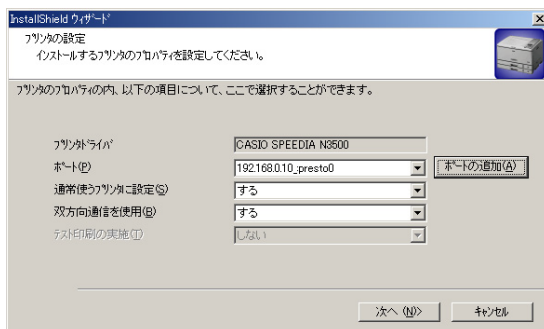 InstallShield ウィザード
プリンタの設定
インストールするプリンタのプロパティを設定してください。
プリンタのプロパティの内、以下の項目について、ここで選択することができます。
プリンタドライバ CASIO SPEEDIA N3500
ポート(P) 192.168.0.10_:presto0 ポートの追加(A)
通常使うプリンタに設定(S) する
双方向通信を使用(B) する
テスト印刷の実施(T) しない
次へ (N)> キャンセル